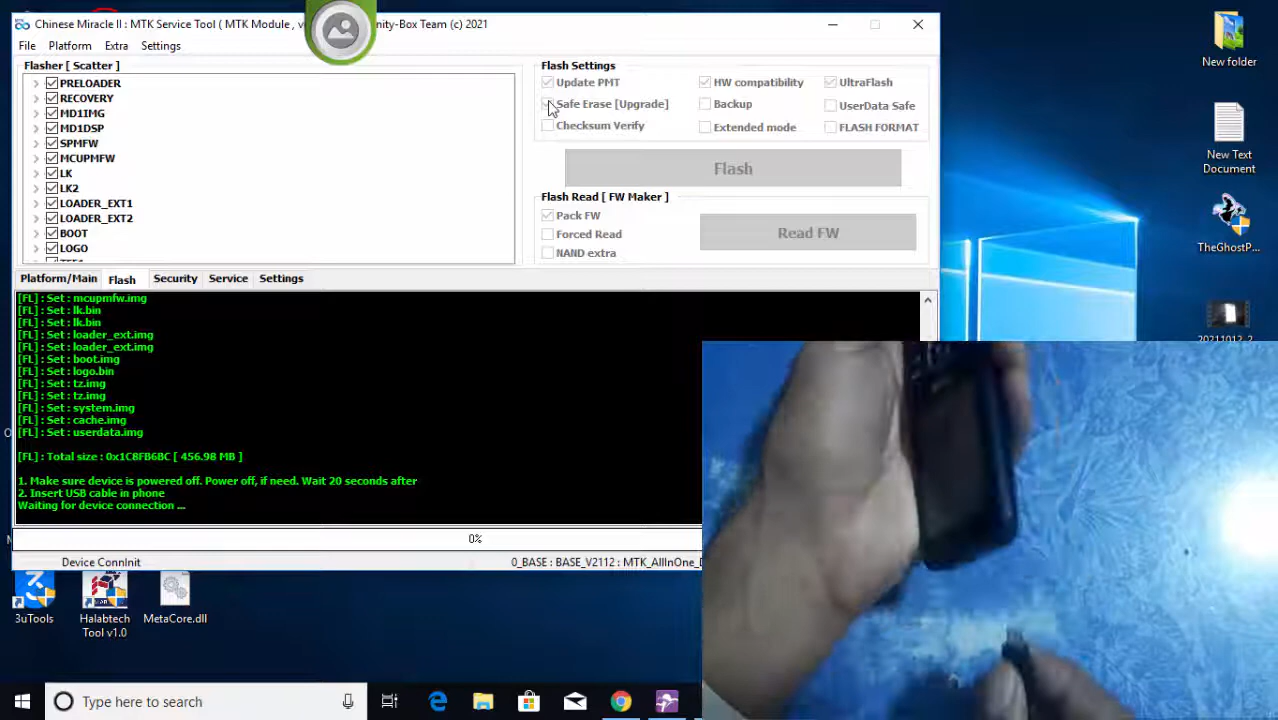 Chinese Miracle II : MTK Service Tool ( MTK Module , v
nity-Box Team (c) 2021
File Platform Extra Settings
Flasher [ Scatter ]
PRELOADER
RECOVERY
MD1IMG
MD1DSP
SPMFW
MCUPMFW
LK
LK2
LOADER_EXT1
LOADER_EXT2
BOOT
LOGO
Flash Settings
Update PMT HW compatibility UltraFlash
Safe Erase [Upgrade] Backup UserData Safe
Checksum Verify Extended mode FLASH FORMAT
Flash
Flash Read [ FW Maker ]
Pack FW
Forced Read
NAND extra
Read FW
Platform/Main Flash Security Service Settings
[FL] : Set : mcupmfw.img
[FL] : Set : lk.bin
[FL] : Set : lk.bin
[FL] : Set : loader_ext.img
[FL] : Set : loader_ext.img
[FL] : Set : boot.img
[FL] : Set : logo.bin
[FL] : Set : tz.img
[FL] : Set : tz.img
[FL] : Set : system.img
[FL] : Set : cache.img
[FL] : Set : userdata.img
[FL] : Total size : 0x1C8FB6BC [ 456.98 MB ]
1. Make sure device is powered off. Power off, if need. Wait 20 seconds after
2. Insert USB cable in phone
Waiting for device connection ...
0%
Device ConnInit 0_BASE : BASE_V2112 : MTK_AllInOne_D
New folder
New Text
Document
TheGhostP...
20211012_2
3uTools
Halabtech
Tool v1.0
MetaCore.dll
Type here to search